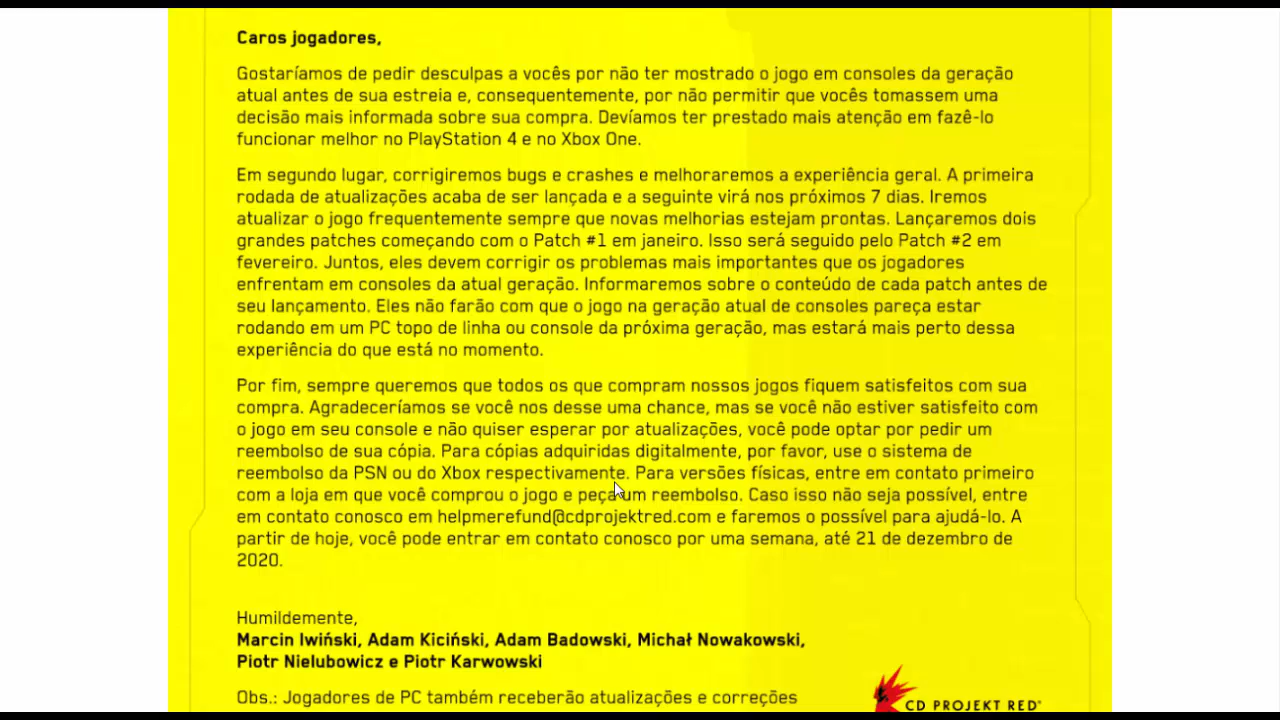 Caros jogadores,
Gostaríamos de pedir desculpas a vocês por não ter mostrado o jogo em consoles da geração
atual antes de sua estreia e, consequentemente, por não permitir que vocês tomassem uma
decisão mais informada sobre sua compra. Devíamos ter prestado mais atenção em fazê-lo
funcionar melhor no PlayStation 4 e no Xbox One.
Em segundo lugar, corrigiremos bugs e crashes e melhoraremos a experiência geral. A primeira
rodada de atualizações acaba de ser lançada e a seguinte virá nos próximos 7 dias. Iremos
atualizar o jogo frequentemente sempre que novas melhorias estejam prontas. Lançaremos dois
grandes patches começando com o Patch #1 em janeiro. Isso será seguido pelo Patch #2 em
fevereiro. Juntos, eles devem corrigir os problemas mais importantes que os jogadores
enfrentam em consoles da atual geração. Informaremos sobre o conteúdo de cada patch antes de
seu lançamento. Eles não farão com que o jogo na geração atual de consoles pareça estar
rodando em um PC topo de linha ou console da próxima geração, mas estará mais perto dessa
experiência do que está no momento.
Por fim, sempre queremos que todos os que compram nossos jogos fiquem satisfeitos com sua
compra. Agradeceríamos se você nos desse uma chance, mas se você não estiver satisfeito com
o jogo em seu console e não quiser esperar por atualizações, você pode optar por pedir um
reembolso de sua cópia. Para cópias adquiridas digitalmente, por favor, use o sistema de
reembolso da PSN ou do Xbox respectivamente. Para versões físicas, entre em contato primeiro
com a loja em que você comprou o jogo e peça um reembolso. Caso isso não seja possível, entre
em contato conosco em helpmerefund@cdprojektred.com e faremos o possível para ajudá-lo. A
partir de hoje, você pode entrar em contato conosco por uma semana, até 21 de dezembro de
2020.
Humildemente,
Marcin Iwiński, Adam Kiciński, Adam Badowski, Michał Nowakowski,
Piotr Nielubowicz e Piotr Karwowski
Obs.: Jogadores de PC também receberão atualizações e correções
CD PROJEKT RED®